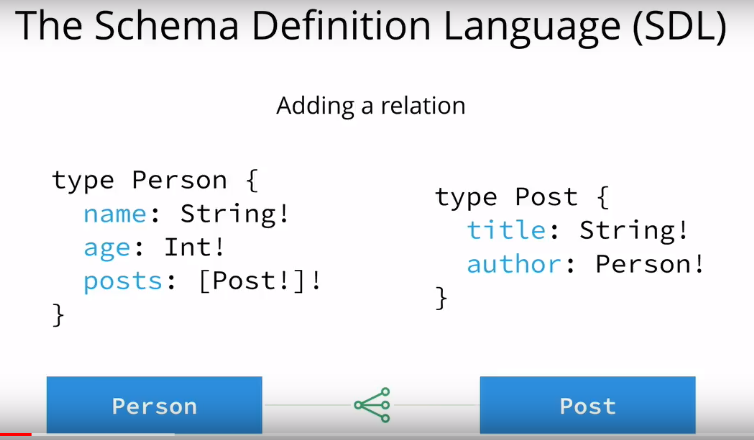 The Schema Definition Language (SDL)
Adding a relation
type Person {
name: String!
age: Int!
posts: [Post!]!
}
type Post {
title: String!
author: Person!
}
Person
Post